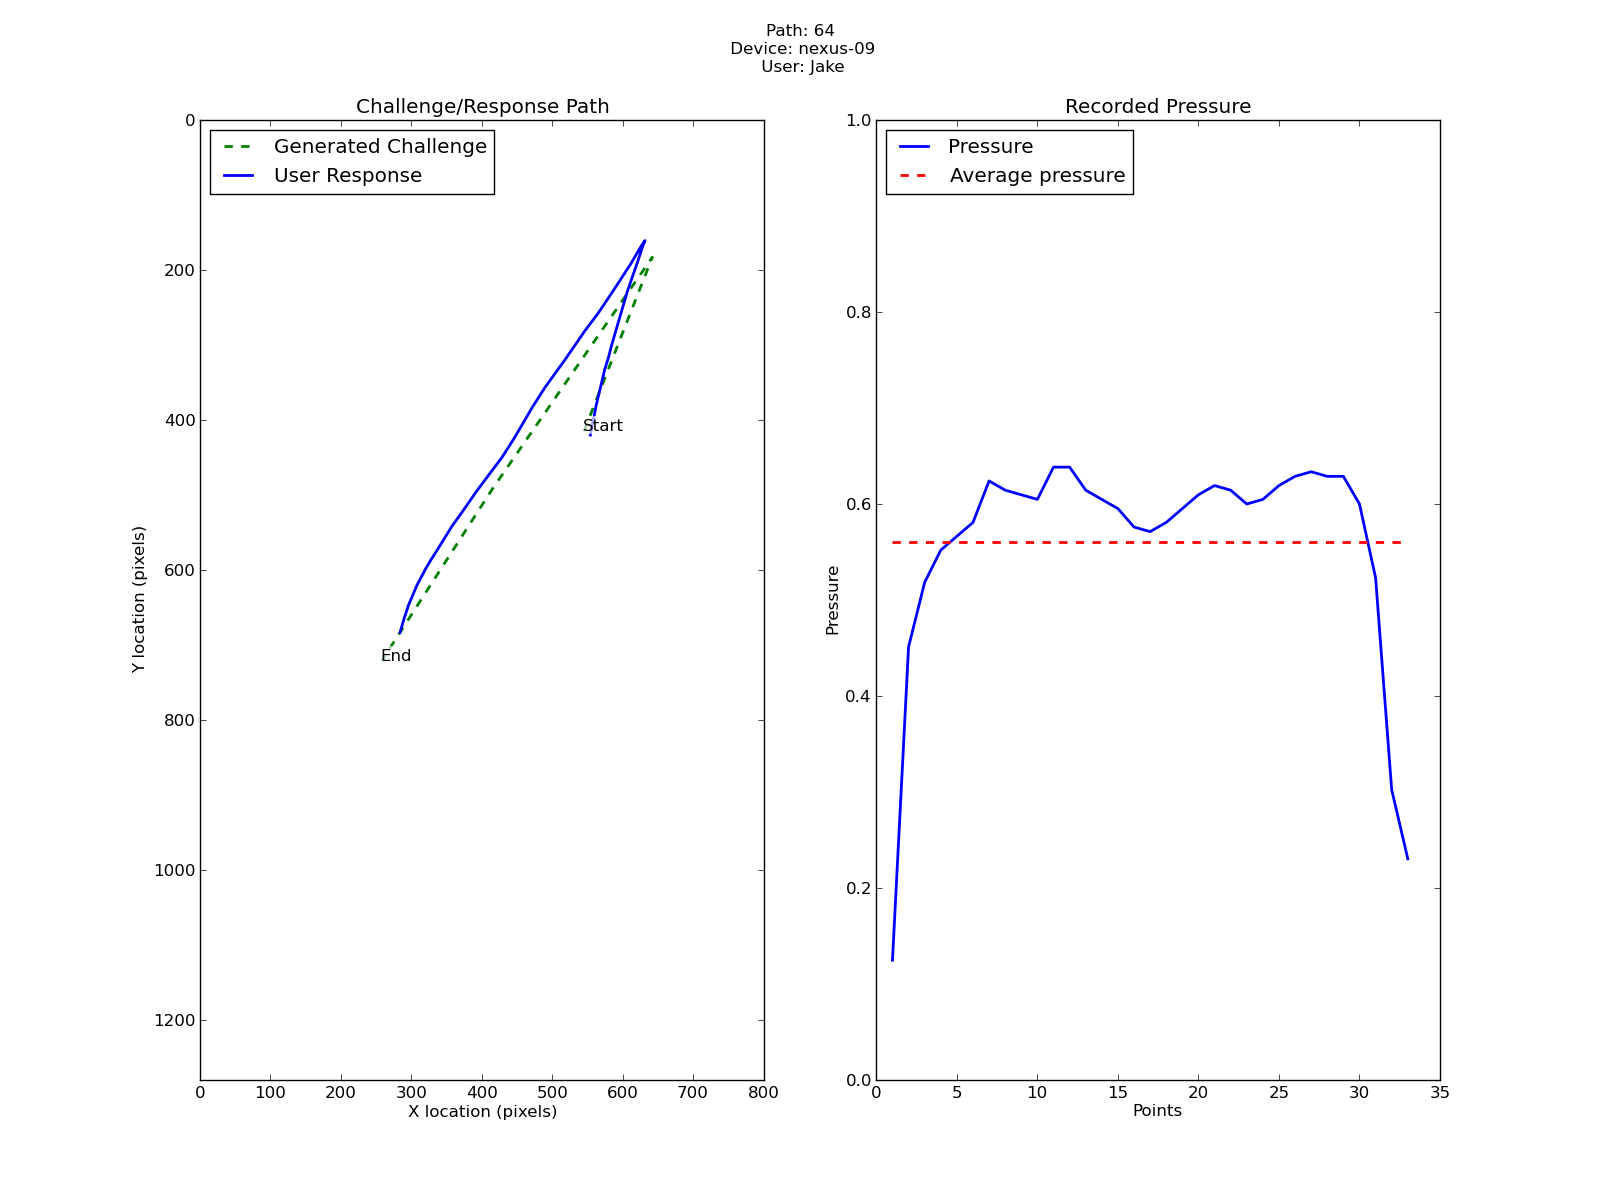 Path: 64
Device: nexus-09
User: Jake
Challenge/Response Path
Generated Challenge
User Response
Start
End
0
200
400
600
800
1000
1200
Y location (pixels)
0 100 200 300 400 500 600 700 800
X location (pixels)
Recorded Pressure
Pressure
Average pressure
1.0
0.8
0.6
0.4
0.2
0.0
Pressure
0 5 10 15 20 25 30 35
Points